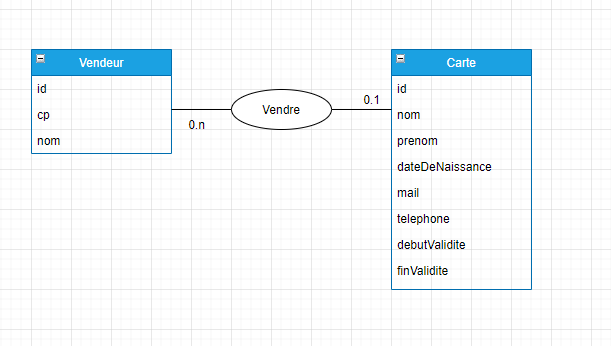 Vendeur
id
cp
nom
0.n
Vendre
0.1
Carte
id
nom
prenom
dateDeNaissance
mail
telephone
debutValidite
finValidite